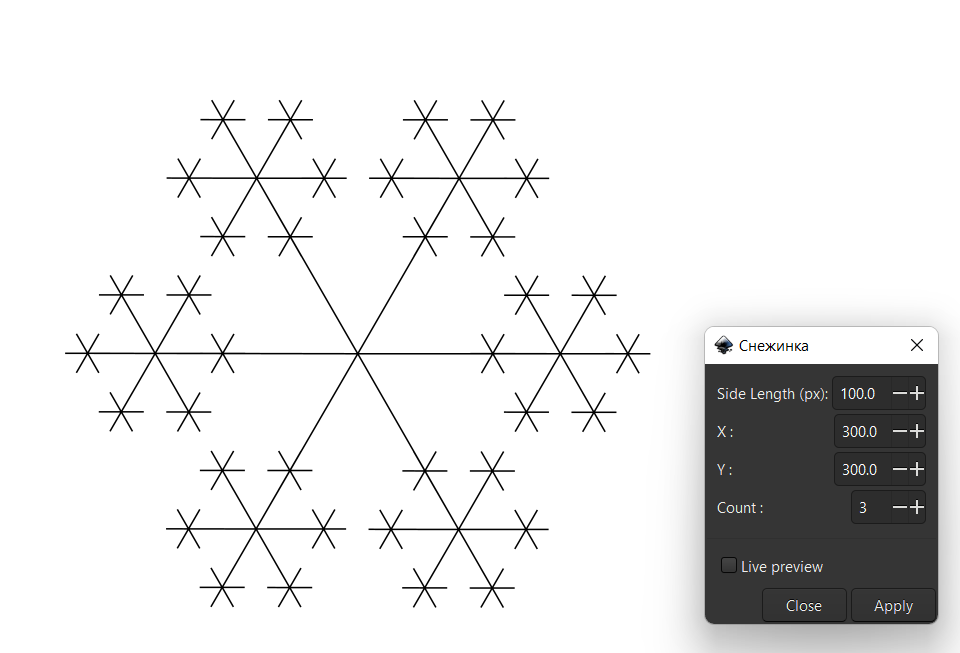 Снежинка
Side Length (px): 100.0
X : 300.0
Y : 300.0
Count : 3
Live preview
Close Apply